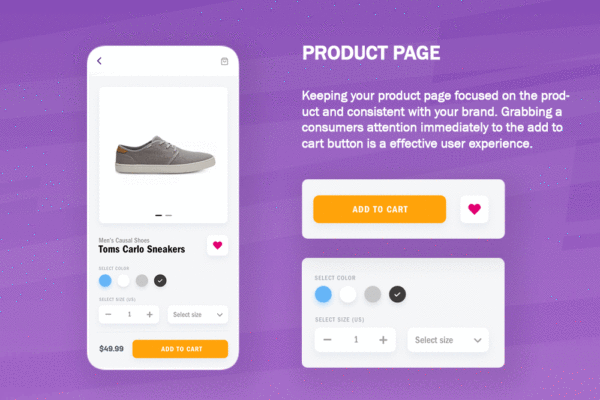 PRODUCT PAGE
Keeping your product page focused on the prod-
uct and consistent with your brand. Grabbing a
consumers attention immediately to the add to
cart button is a effective user experience.
Men's Causal Shoes
Toms Carlo Sneakers
SELECT COLOR
SELECT SIZE (US)
1
Select size
$49.99
ADD TO CART
ADD TO CART
SELECT COLOR
SELECT SIZE (US)
1
Select size